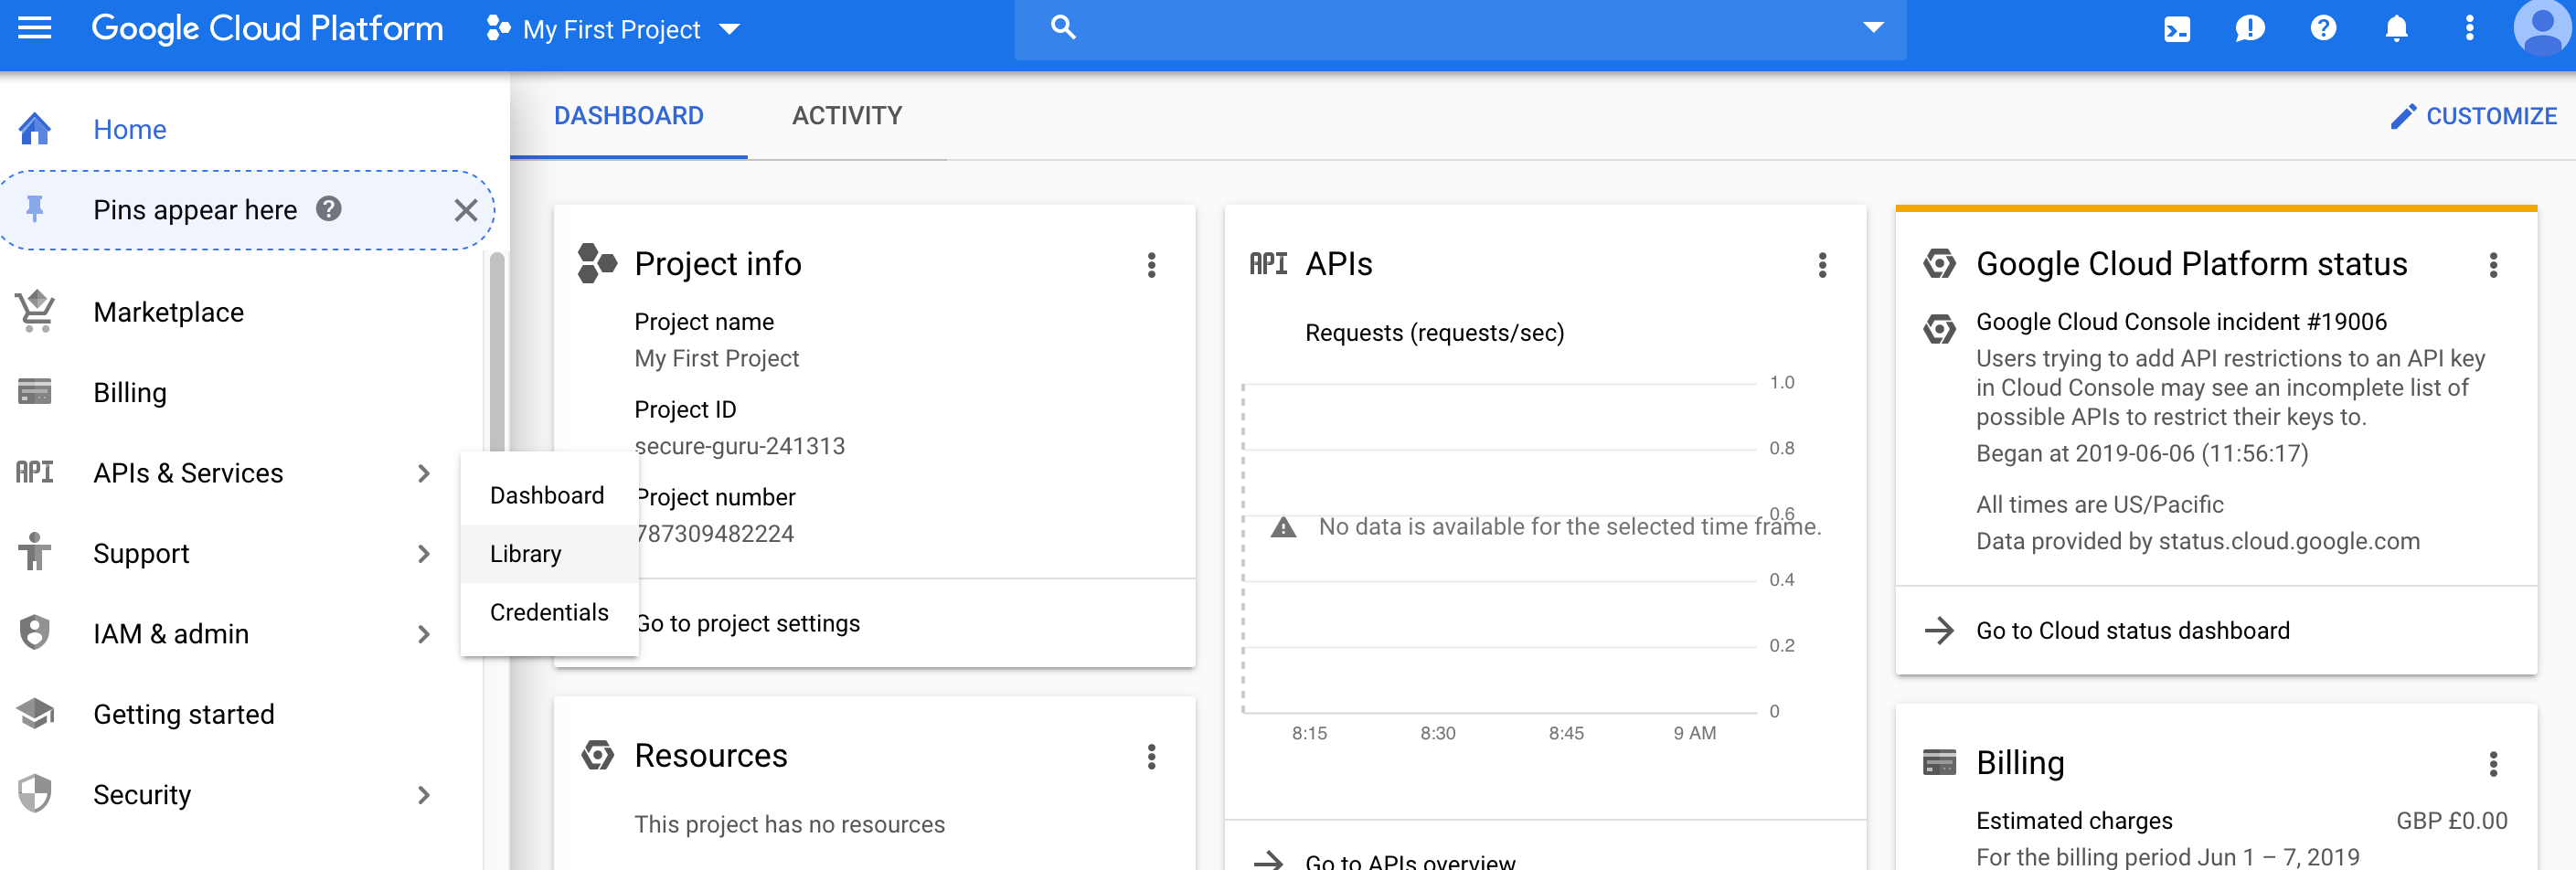 Google Cloud Platform
My First Project
Home
Pins appear here
Marketplace
Billing
API APIs & Services
Support
IAM & admin
Getting started
Security
Dashboard
Library
Credentials
DASHBOARD
ACTIVITY
CUSTOMIZE
Project info
Project name
My First Project
Project ID
secure-guru-241313
Project number
787309482224
Go to project settings
Resources
This project has no resources
API APIs
Requests (requests/sec)
1.0
0.8
0.6
No data is available for the selected time frame.
0.4
0.2
0
8:15
8:30
8:45
9 AM
Go to APIs overview
Google Cloud Platform status
Google Cloud Console incident #19006
Users trying to add API restrictions to an API key
in Cloud Console may see an incomplete list of
possible APIs to restrict their keys to.
Began at 2019-06-06 (11:56:17)
All times are US/Pacific
Data provided by status.cloud.google.com
Go to Cloud status dashboard
Billing
Estimated charges
GBP £0.00
For the billing period Jun 1 – 7, 2019